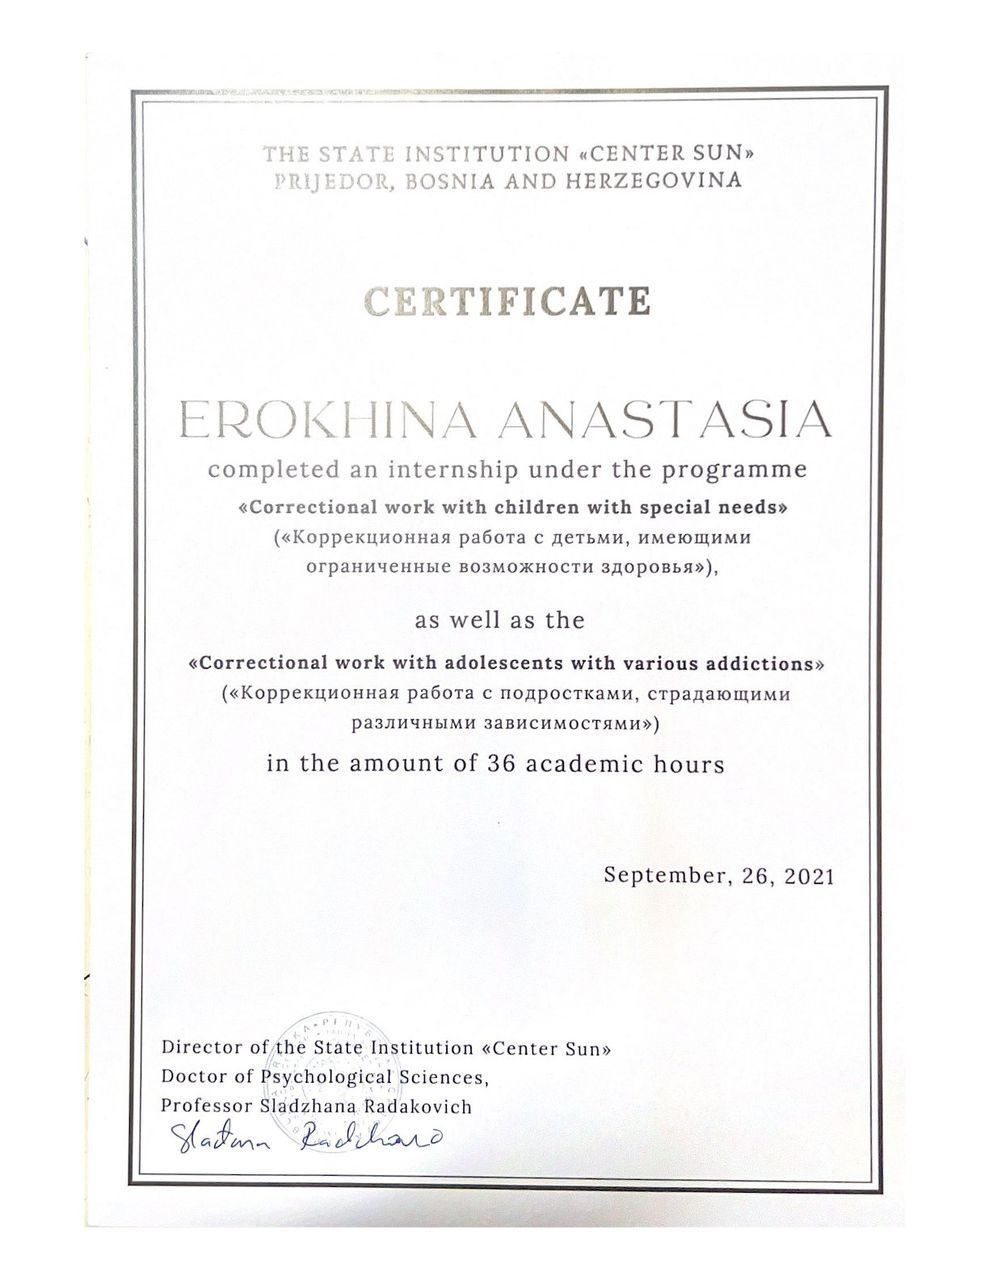 THE STATE INSTITUTION «CENTER SUN»
PRIJEDOR, BOSNIA AND HERZEGOVINA
CERTIFICATE
EROKHINA ANASTASIA
completed an internship under the programme
«Correctional work with children with special needs»
(«Коррекционная работа с детьми, имеющими
ограниченные возможности здоровья»),
as well as the
«Correctional work with adolescents with various addictions»
(«Коррекционная работа с подростками, страдающими
различными зависимостями»)
in the amount of 36 academic hours
September, 26, 2021
Director of the State Institution «Center Sun»
Doctor of Psychological Sciences,
Professor Sladzhana Radakovich